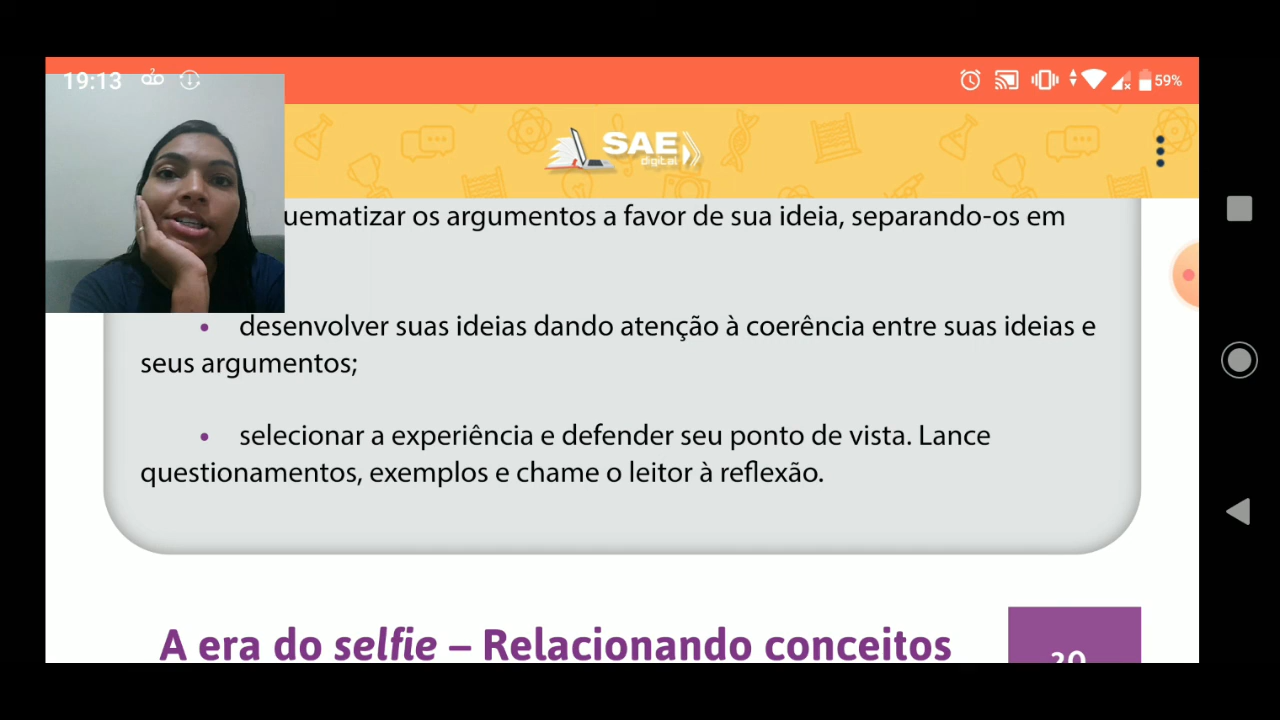 19:13
59%
SAE
digital
uematizar os argumentos a favor de sua ideia, separando-os em
• desenvolver suas ideias dando atenção à coerência entre suas ideias e
seus argumentos;
• selecionar a experiência e defender seu ponto de vista. Lance
questionamentos, exemplos e chame o leitor à reflexão.
A era do selfie – Relacionando conceitos